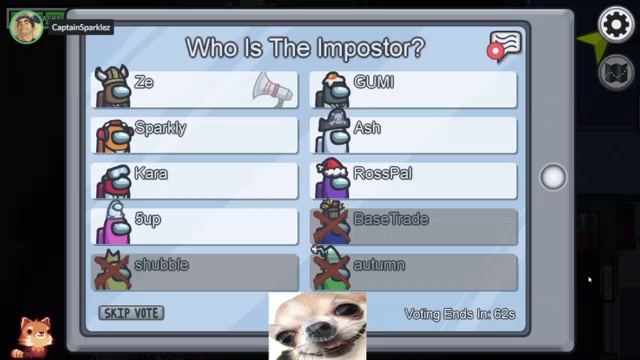 CaptainSparklez
Who Is The Impostor?
Ze
GUMI
Sparkly
Ash
Kara
RossPal
5up
BaseTrade
shubble
autumn
SKIP VOTE
Voting Ends In: 62s